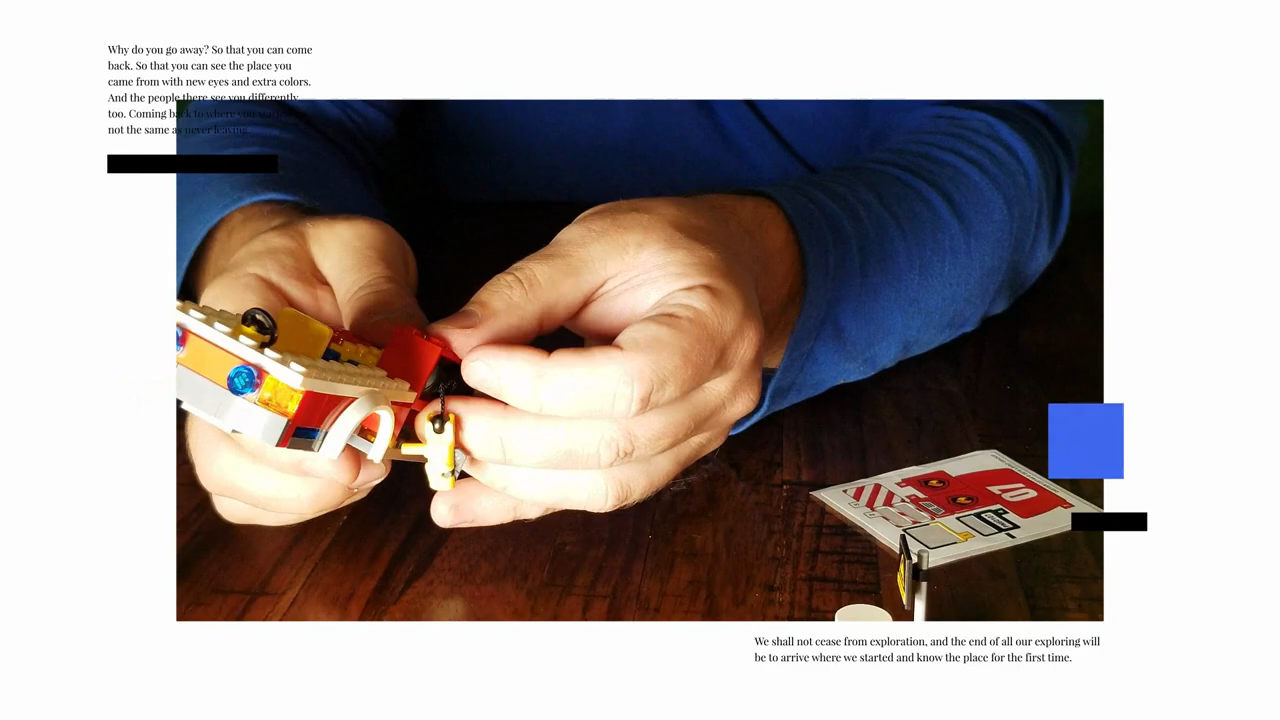 Why do you go away? So that you can come
back. So that you can see the place you
came from with new eyes and extra colors.
And the people there see you differently
too. Coming back to where you
not the same as never leaving.
We shall not cease from exploration, and the end of all our exploring will
be to arrive where we started and know the place for the first time.